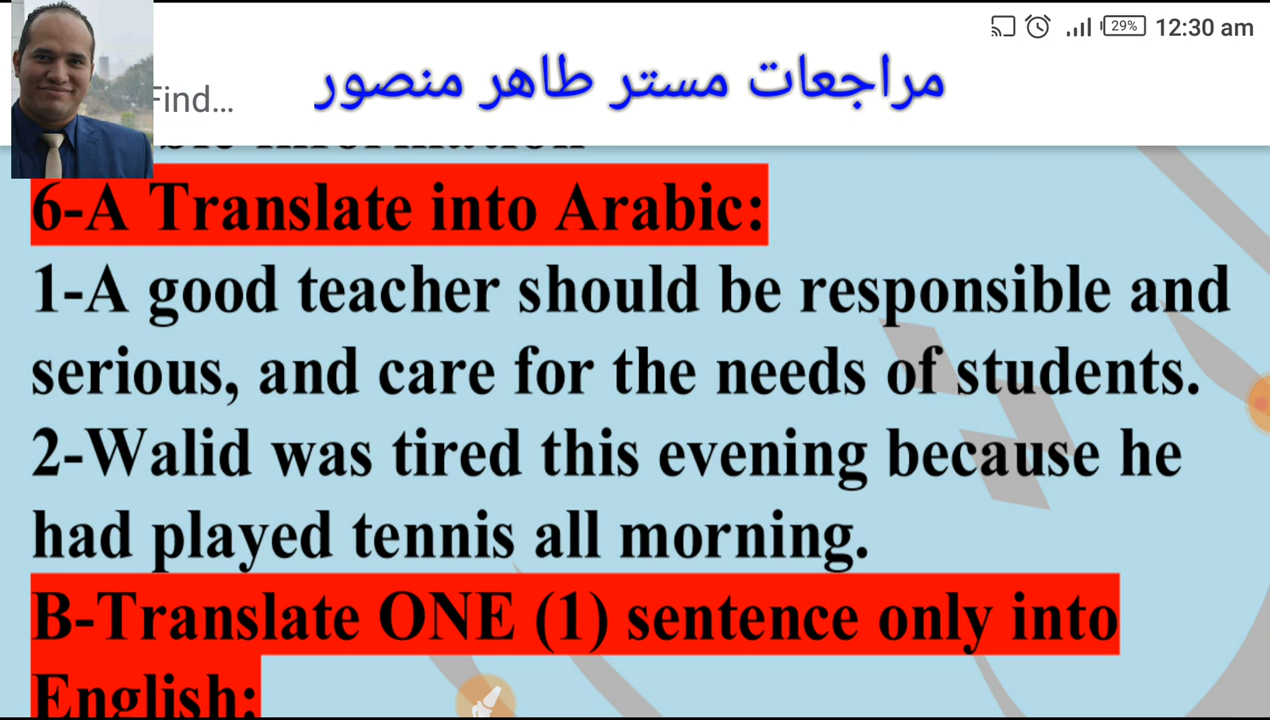 29% 12:30 am
مراجعات مستر طاهر منصور
Find...
information
6-A Translate into Arabic:
1-A good teacher should be responsible and
serious, and care for the needs of students.
2-Walid was tired this evening because he
had played tennis all morning.
B-Translate ONE (1) sentence only into
English: